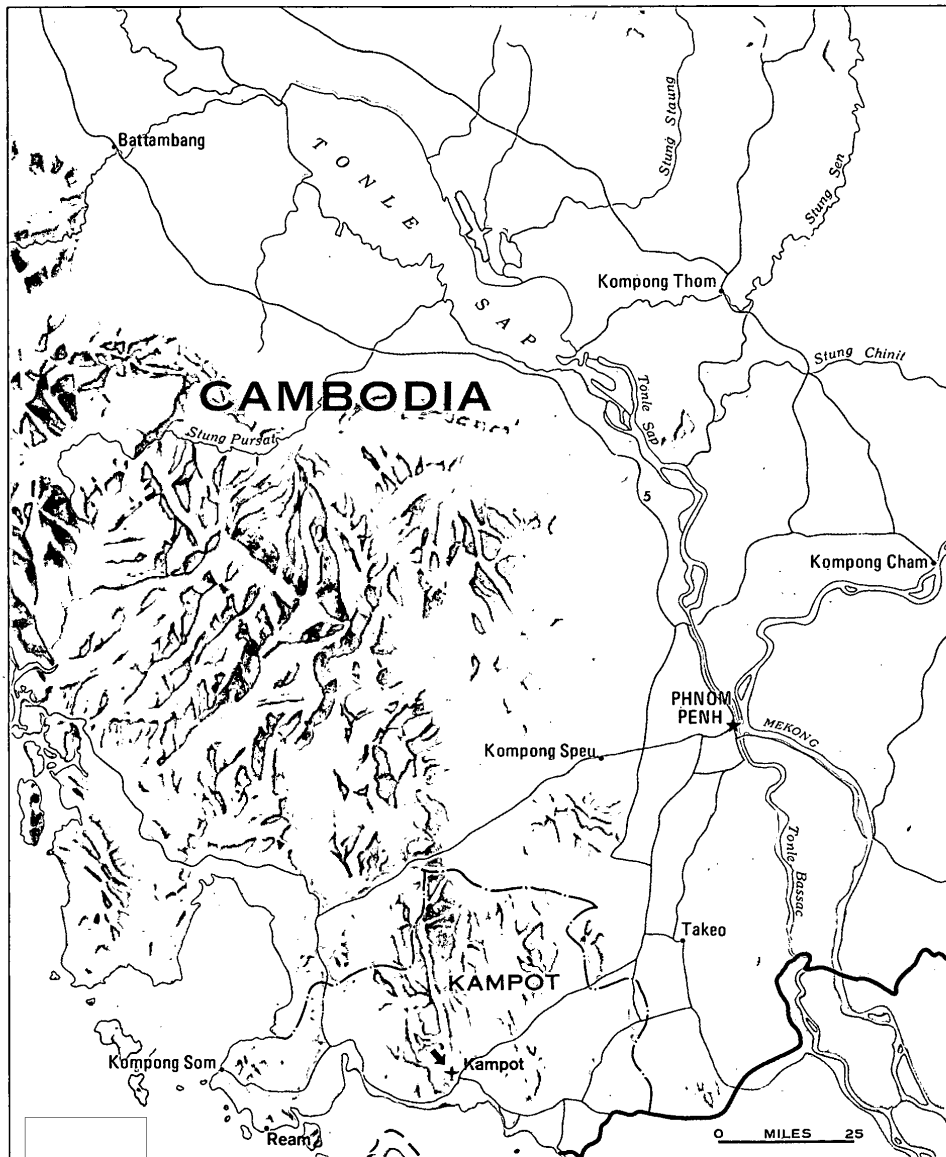 Battambang
TONLE SAP
Stung Staung
Stung Sen
Kompong Thom
Stung Chinit
CAMBODIA
Tonle Sap
Stung Pursat
5
Kompong Cham
PHNOM
PENH
MEKONG
Kompong Speu
Tonle Bassac
Takeo
KAMPOT
Kompong Som
Kampot
Ream
0 MILES 25